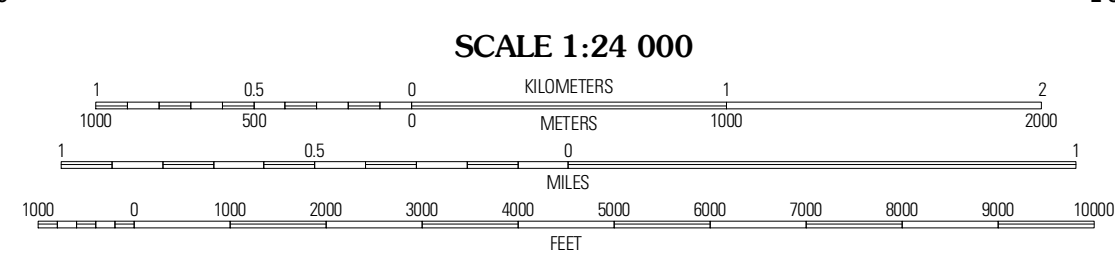 SCALE 1:24 000
1 0.5 0 KILOMETERS 1 2
1000 500 0 METERS 1000 2000
1 0.5 0 1
MILES
1000 0 1000 2000 3000 4000 5000 6000 7000 8000 9000 10000
FEET